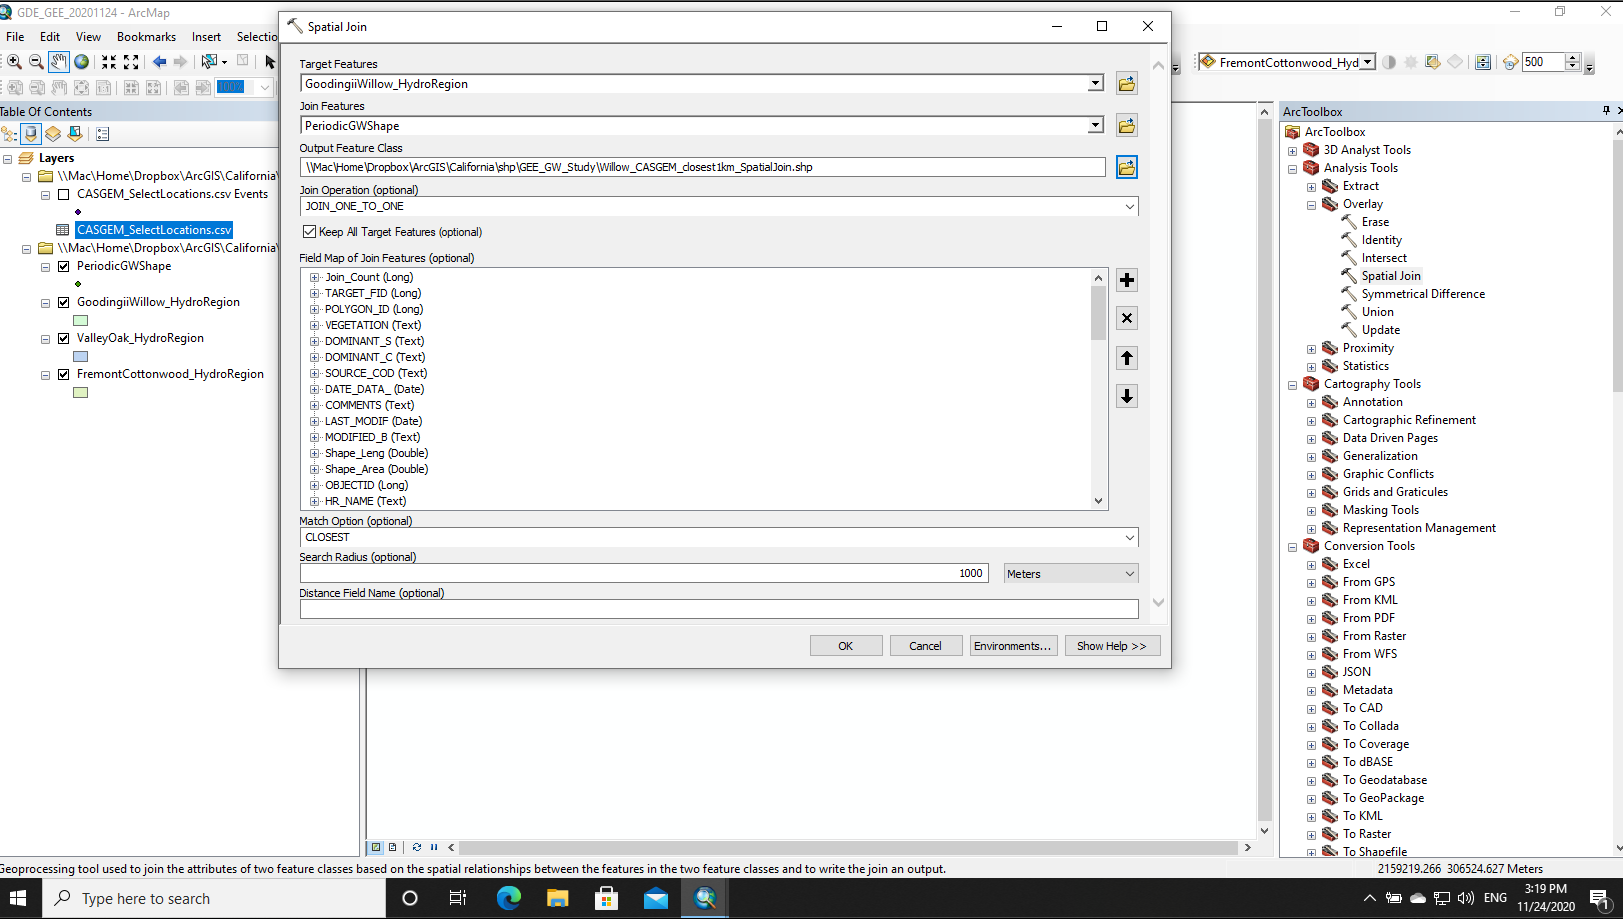 GDE_GEE_20201124 - ArcMap
File Edit View Bookmarks Insert Selectio
FremontCottonwood_Hyd
500
100%
Table Of Contents
Layers
\\Mac\Home\Dropbox\ArcGIS\California\
CASGEM_SelectLocations.csv Events
CASGEM_SelectLocations.csv
\\Mac\Home\Dropbox\ArcGIS\California\
PeriodicGWShape
GoodingiiWillow_HydroRegion
ValleyOak_HydroRegion
FremontCottonwood_HydroRegion
Spatial Join
Target Features
GoodingiiWillow_HydroRegion
Join Features
PeriodicGWShape
Output Feature Class
\\Mac\Home\Dropbox\ArcGIS\California\shp\GEE_GW_Study\Willow_CASGEM_closest1km_SpatialJoin.shp
Join Operation (optional)
JOIN_ONE_TO_ONE
Keep All Target Features (optional)
Field Map of Join Features (optional)
Join_Count (Long)
TARGET_FID (Long)
POLYGON_ID (Long)
VEGETATION (Text)
DOMINANT_S (Text)
DOMINANT_C (Text)
SOURCE_COD (Text)
DATE_DATA_ (Date)
COMMENTS (Text)
LAST_MODIF (Date)
MODIFIED_B (Text)
Shape_Leng (Double)
Shape_Area (Double)
OBJECTID (Long)
HR_NAME (Text)
Match Option (optional)
CLOSEST
Search Radius (optional)
1000 Meters
Distance Field Name (optional)
OK Cancel Environments... Show Help >>
ArcToolbox
ArcToolbox
3D Analyst Tools
Analysis Tools
Extract
Overlay
Erase
Identity
Intersect
Spatial Join
Symmetrical Difference
Union
Update
Proximity
Statistics
Cartography Tools
Annotation
Cartographic Refinement
Data Driven Pages
Generalization
Graphic Conflicts
Grids and Graticules
Masking Tools
Representation Management
Conversion Tools
Excel
From GPS
From KML
From PDF
From Raster
From WFS
JSON
Metadata
To CAD
To Collada
To Coverage
To dBASE
To Geodatabase
To GeoPackage
To KML
To Raster
To Shapefile
Geoprocessing tool used to join the attributes of two feature classes based on the spatial relationships between the features in the two feature classes and to write the join an output.
2159219.266 306524.627 Meters
Type here to search
ENG
3:19 PM
11/24/2020
1